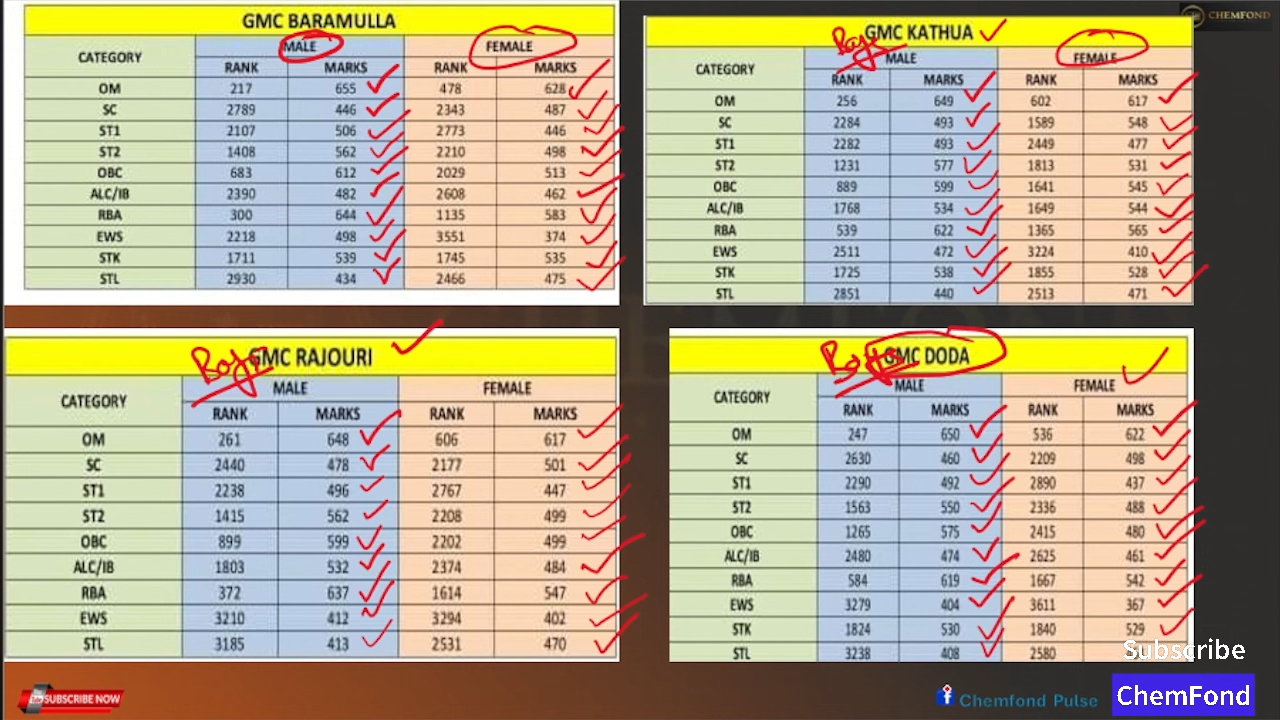 CHEMFOND
GMC BARAMULLA
CATEGORY MALE FEMALE
RANK MARKS RANK MARKS
OM 217 655 478 628
SC 2789 446 2343 487
ST1 2107 506 2773 446
ST2 1408 562 2210 498
OBC 683 612 2029 513
ALC/IB 2390 482 2608 462
RBA 300 644 1135 583
EWS 2218 498 3551 374
STK 1711 539 1745 535
STL 2930 434 2466 475
GMC KATHUA
Boys
CATEGORY MALE FEMALE
RANK MARKS RANK MARKS
OM 256 649 602 617
SC 2284 493 1589 548
ST1 2282 493 2449 477
ST2 1231 577 1813 531
OBC 889 599 1641 545
ALC/IB 1768 534 1649 544
RBA 539 622 1365 565
EWS 2511 472 3224 410
STK 1725 538 1855 528
STL 2851 440 2513 471
GMC RAJOURI
Boys
CATEGORY MALE FEMALE
RANK MARKS RANK MARKS
OM 261 648 606 617
SC 2440 478 2177 501
ST1 2238 496 2767 447
ST2 1415 562 2208 499
OBC 899 599 2202 499
ALC/IB 1803 532 2374 484
RBA 372 637 1614 547
EWS 3210 412 3294 402
STL 3185 413 2531 470
GMC DODA
Boys
CATEGORY MALE FEMALE
RANK MARKS RANK MARKS
OM 247 650 536 622
SC 2630 460 2209 498
ST1 2290 492 2890 437
ST2 1563 550 2336 488
OBC 1265 575 2415 480
ALC/IB 2480 474 2625 461
RBA 584 619 1667 542
EWS 3279 404 3611 367
STK 1824 530 1840 529
STL 3238 408 2580
Subscribe
SUBSCRIBE NOW
Chemfond Pulse
ChemFond